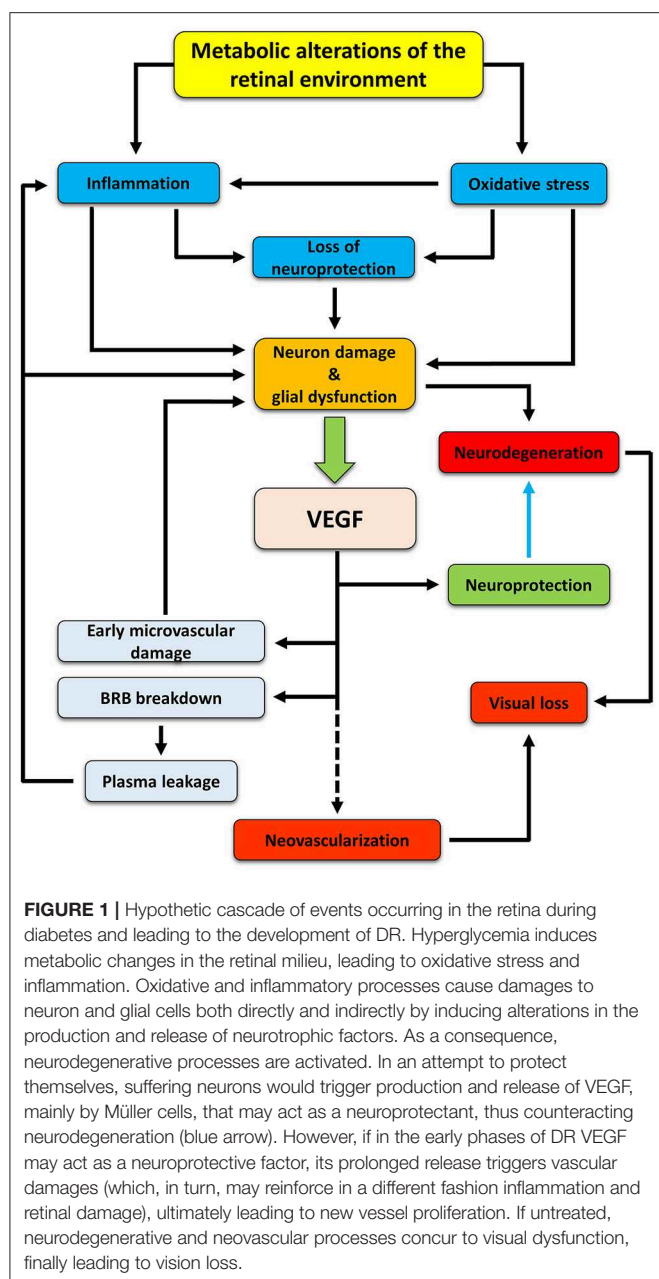 Metabolic alterations of the
retinal environment
Inflammation
Oxidative stress
Loss of
neuroprotection
Neuron damage
&
glial dysfunction
Neurodegeneration
VEGF
Neuroprotection
Early microvascular
damage
BRB breakdown
Visual loss
Plasma leakage
Neovascularization
FIGURE 1 | Hypothetic cascade of events occurring in the retina during
diabetes and leading to the development of DR. Hyperglycemia induces
metabolic changes in the retinal milieu, leading to oxidative stress and
inflammation. Oxidative and inflammatory processes cause damages to
neuron and glial cells both directly and indirectly by inducing alterations in the
production and release of neurotrophic factors. As a consequence,
neurodegenerative processes are activated. In an attempt to protect
themselves, suffering neurons would trigger production and release of VEGF,
mainly by Müller cells, that may act as a neuroprotectant, thus counteracting
neurodegeneration (blue arrow). However, if in the early phases of DR VEGF
may act as a neuroprotective factor, its prolonged release triggers vascular
damages (which, in turn, may reinforce in a different fashion inflammation and
retinal damage), ultimately leading to new vessel proliferation. If untreated,
neurodegenerative and neovascular processes concur to visual dysfunction,
finally leading to vision loss.